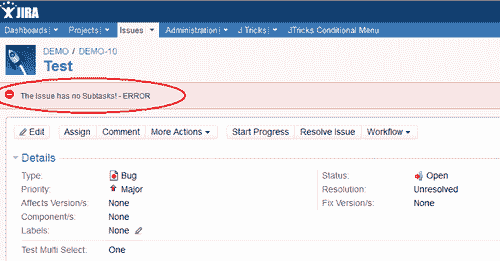 JIRA
Dashboards Projects Issues Administration J Tricks JTricks Conditional Menu
DEMO / DEMO-10
Test
The issue has no Subtasks! - ERROR
Edit Assign Comment More Actions Start Progress Resolve Issue Workflow
Details
Type: Bug Status: Open
Priority: Major Resolution: Unresolved
Affects Version/s: None Fix Version/s: None
Component/s: None
Labels: None
Test Multi Select: One